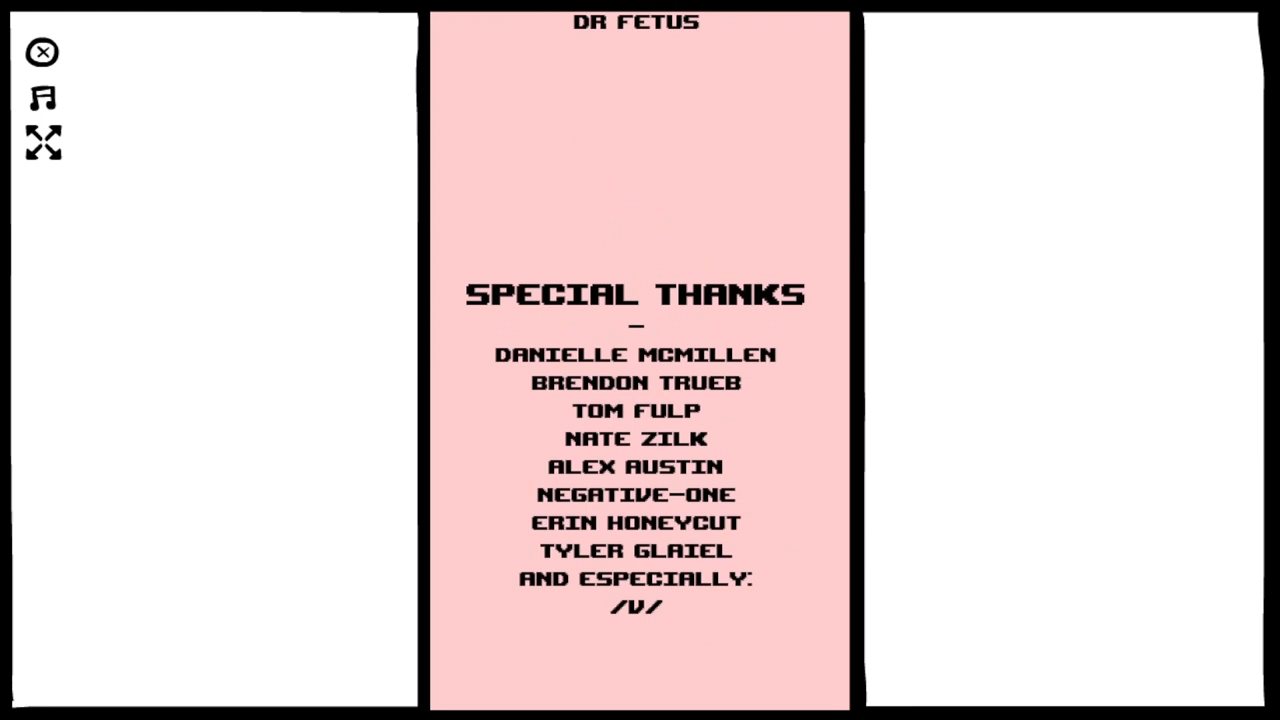 DR FETUS
SPECIAL THANKS
-
DANIELLE MCMILLEN
BRENDON TRUEB
TOM FULP
NATE ZILK
ALEX AUSTIN
NEGATIVE-ONE
ERIN HONEYCUT
TYLER GLAIEL
AND ESPECIALLY:
/V/